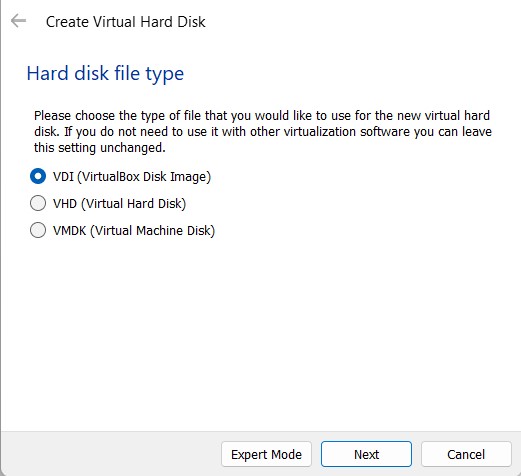 Create Virtual Hard Disk
Hard disk file type
Please choose the type of file that you would like to use for the new virtual hard
disk. If you do not need to use it with other virtualization software you can leave
this setting unchanged.
VDI (VirtualBox Disk Image)
VHD (Virtual Hard Disk)
VMDK (Virtual Machine Disk)
Expert Mode
Next
Cancel